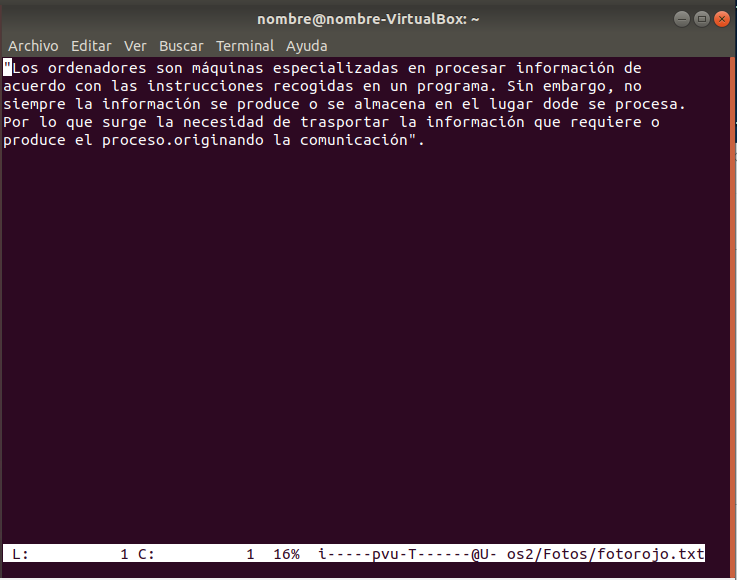 nombre@nombre-VirtualBox: ~
Archivo Editar Ver Buscar Terminal Ayuda
"Los ordenadores son máquinas especializadas en procesar información de
acuerdo con las instrucciones recogidas en un programa. Sin embargo, no
siempre la información se produce o se almacena en el lugar dode se procesa.
Por lo que surge la necesidad de trasportar la información que requiere o
produce el proceso.originando la comunicación".
L: 1 C: 1 16% i-----pvu-T------@U- os2/Fotos/fotorojo.txt